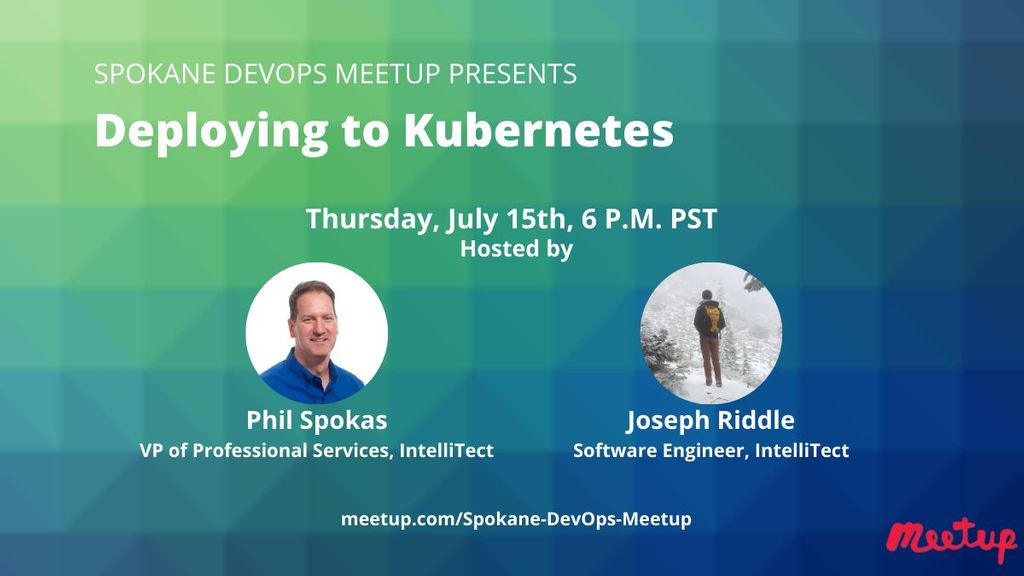 SPOKANE DEVOPS MEETUP PRESENTS
Deploying to Kubernetes
Thursday, July 15th, 6 P.M. PST
Hosted by
Phil Spokas
VP of Professional Services, IntelliTect
Joseph Riddle
Software Engineer, IntelliTect
meetup.com/Spokane-DevOps-Meetup
Meetup